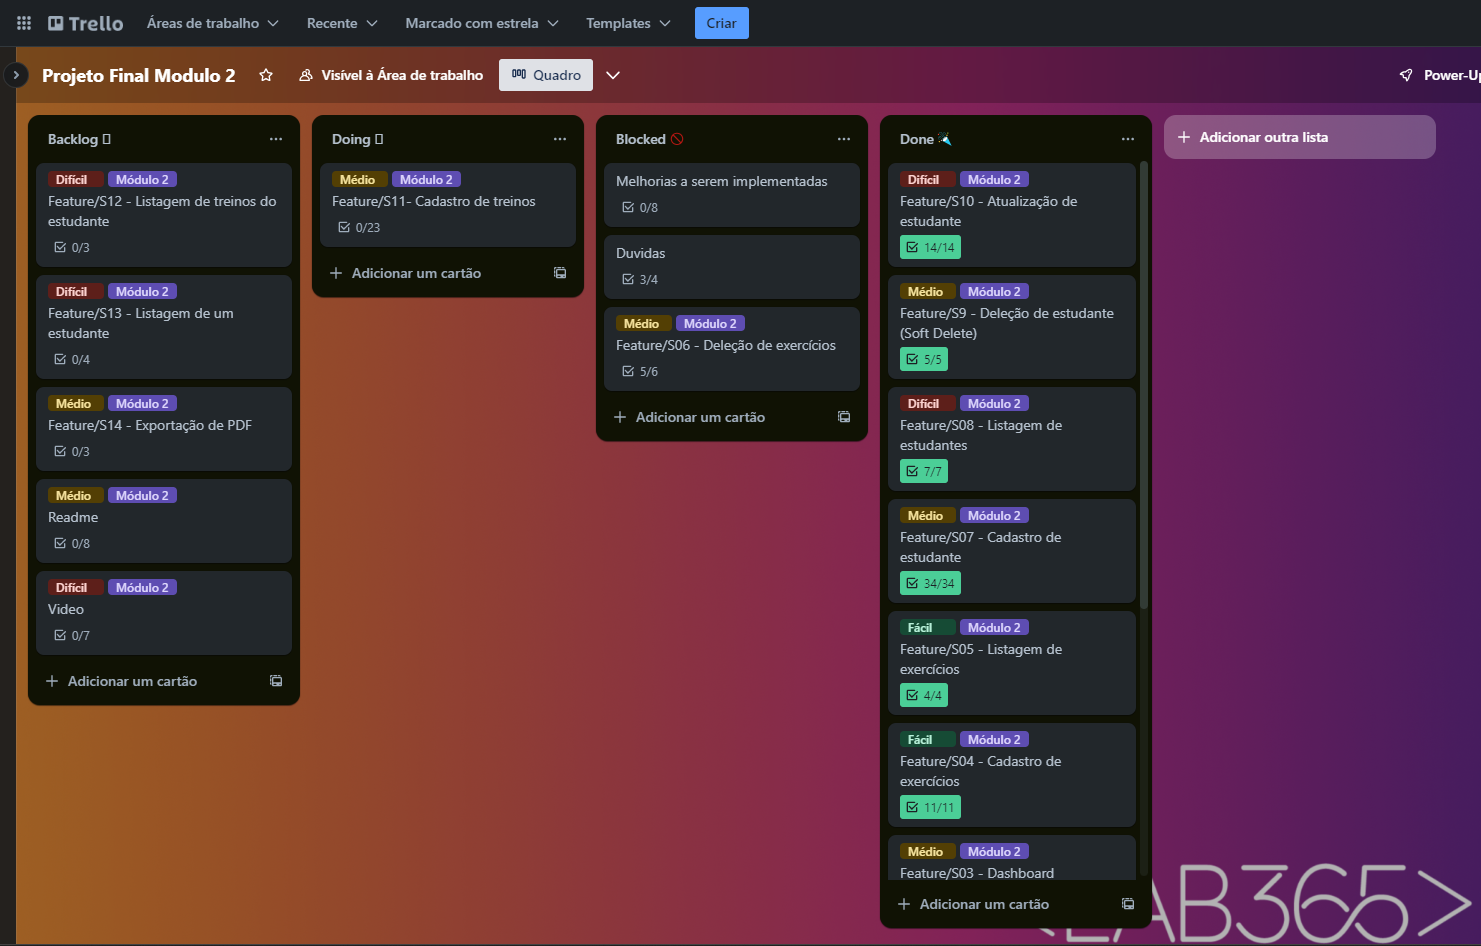 Trello
Áreas de trabalho
Recente
Marcado com estrela
Templates
Criar
Projeto Final Modulo 2
Visível à Área de trabalho
Quadro
Power-Up
Backlog
Difícil Módulo 2
Feature/S12 - Listagem de treinos do
estudante
0/3
Difícil Módulo 2
Feature/S13 - Listagem de um
estudante
0/4
Médio Módulo 2
Feature/S14 - Exportação de PDF
0/3
Médio Módulo 2
Readme
0/8
Difícil Módulo 2
Video
0/7
Adicionar um cartão
Doing
Médio Módulo 2
Feature/S11- Cadastro de treinos
0/23
Adicionar um cartão
Blocked
Melhorias a serem implementadas
0/8
Duvidas
3/4
Médio Módulo 2
Feature/S06 - Deleção de exercícios
5/6
Adicionar um cartão
Done
Difícil Módulo 2
Feature/S10 - Atualização de
estudante
14/14
Médio Módulo 2
Feature/S9 - Deleção de estudante
(Soft Delete)
5/5
Difícil Módulo 2
Feature/S08 - Listagem de
estudantes
7/7
Médio Módulo 2
Feature/S07 - Cadastro de
estudante
34/34
Fácil Módulo 2
Feature/S05 - Listagem de
exercícios
4/4
Fácil Módulo 2
Feature/S04 - Cadastro de
exercícios
11/11
Médio Módulo 2
Feature/S03 - Dashboard
Adicionar um cartão
Adicionar outra lista
<LAB365>